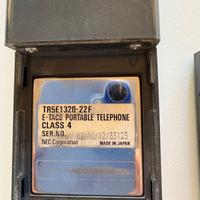 TR5E1320-22F
E-TACS PORTABLE TELEPHONE
CLASS 4
SER.NO.
NEC Corporation MADE IN JAPAN